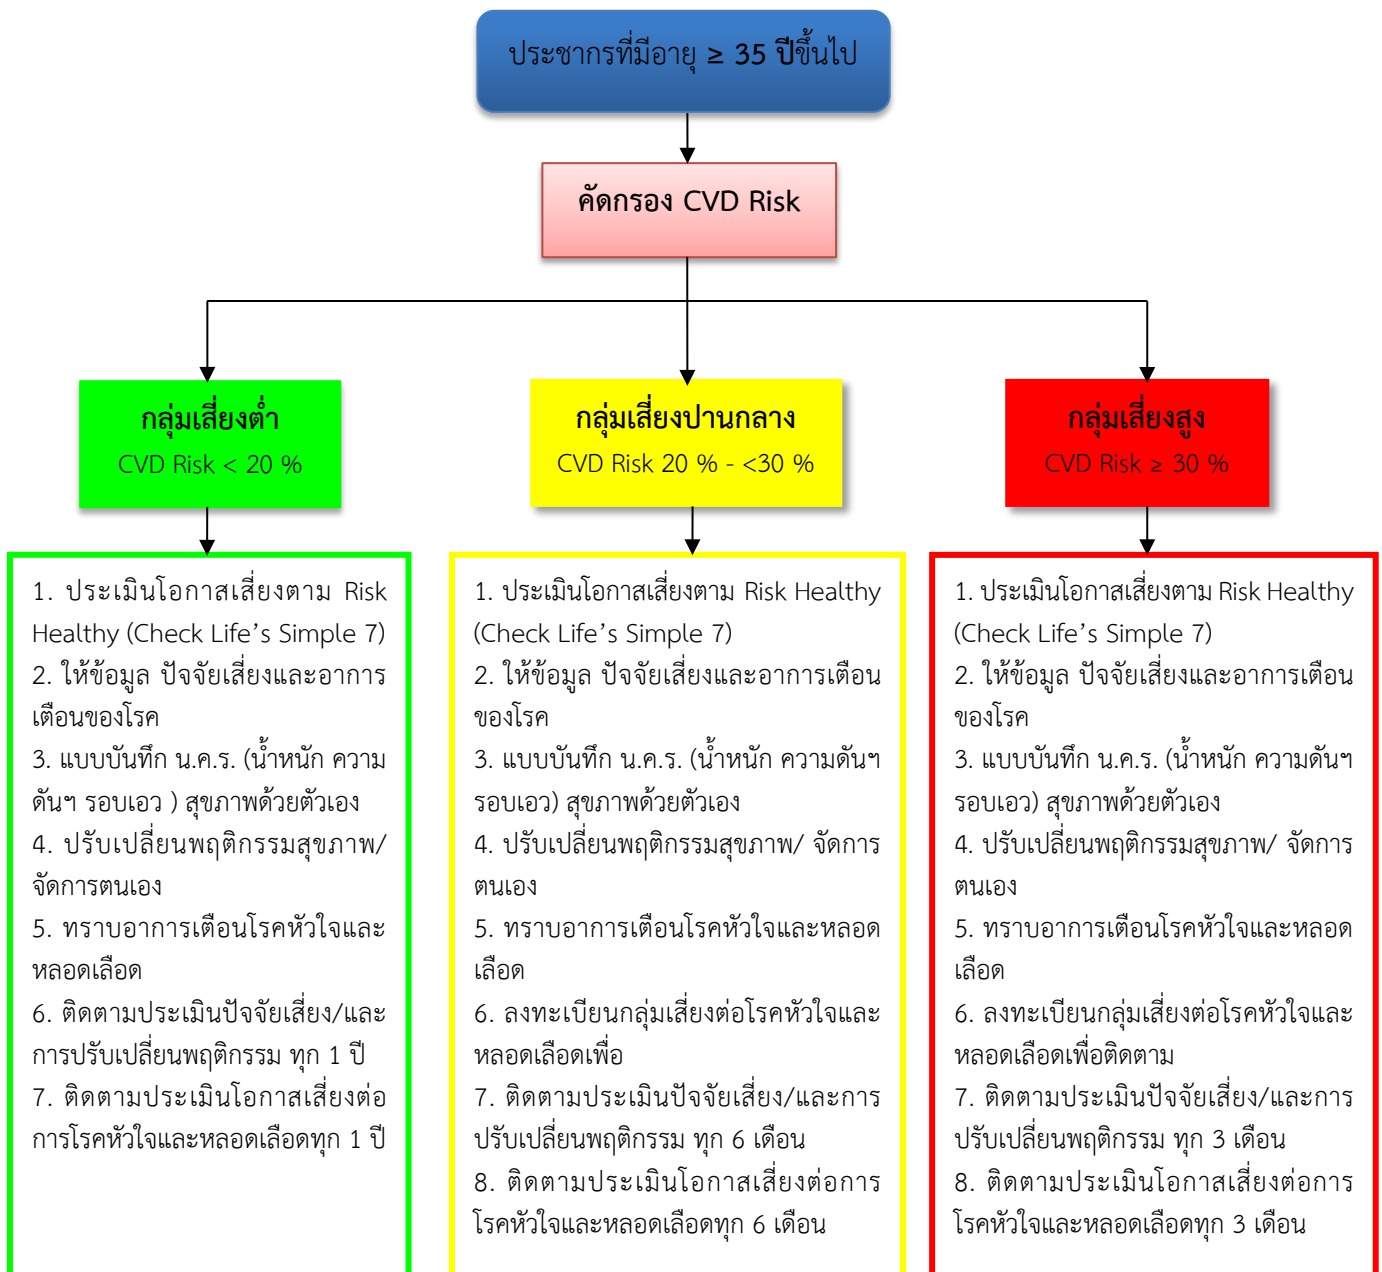 ประชากรที่มีอายุ ≥ 35 ปีขึ้นไป
คัดกรอง CVD Risk
กลุ่มเสี่ยงต่ำ
CVD Risk < 20 %
1. ประเมินโอกาสเสี่ยงตาม Risk
Healthy (Check Life’s Simple 7)
2. ให้ข้อมูล ปัจจัยเสี่ยงและอาการ
เตือนของโรค
3. แบบบันทึก น.ค.ร. (น้ำหนัก ความ
ดันฯ รอบเอว ) สุขภาพด้วยตัวเอง
4. ปรับเปลี่ยนพฤติกรรมสุขภาพ/
จัดการตนเอง
5. ทราบอาการเตือนโรคหัวใจและ
หลอดเลือด
6. ติดตามประเมินปัจจัยเสี่ยง/และ
การปรับเปลี่ยนพฤติกรรม ทุก 1 ปี
7. ติดตามประเมินโอกาสเสี่ยงต่อ
การโรคหัวใจและหลอดเลือดทุก 1 ปี
กลุ่มเสี่ยงปานกลาง
CVD Risk 20 % - <30 %
1. ประเมินโอกาสเสี่ยงตาม Risk Healthy
(Check Life’s Simple 7)
2. ให้ข้อมูล ปัจจัยเสี่ยงและอาการเตือน
ของโรค
3. แบบบันทึก น.ค.ร. (น้ำหนัก ความดันฯ
รอบเอว) สุขภาพด้วยตัวเอง
4. ปรับเปลี่ยนพฤติกรรมสุขภาพ/ จัดการ
ตนเอง
5. ทราบอาการเตือนโรคหัวใจและหลอด
เลือด
6. ลงทะเบียนกลุ่มเสี่ยงต่อโรคหัวใจและ
หลอดเลือดเพื่อ
7. ติดตามประเมินปัจจัยเสี่ยง/และการ
ปรับเปลี่ยนพฤติกรรม ทุก 6 เดือน
8. ติดตามประเมินโอกาสเสี่ยงต่อการ
โรคหัวใจและหลอดเลือดทุก 6 เดือน
กลุ่มเสี่ยงสูง
CVD Risk ≥ 30 %
1. ประเมินโอกาสเสี่ยงตาม Risk Healthy
(Check Life’s Simple 7)
2. ให้ข้อมูล ปัจจัยเสี่ยงและอาการเตือน
ของโรค
3. แบบบันทึก น.ค.ร. (น้ำหนัก ความดันฯ
รอบเอว) สุขภาพด้วยตัวเอง
4. ปรับเปลี่ยนพฤติกรรมสุขภาพ/ จัดการ
ตนเอง
5. ทราบอาการเตือนโรคหัวใจและหลอด
เลือด
6. ลงทะเบียนกลุ่มเสี่ยงต่อโรคหัวใจและ
หลอดเลือดเพื่อติดตาม
7. ติดตามประเมินปัจจัยเสี่ยง/และการ
ปรับเปลี่ยนพฤติกรรม ทุก 3 เดือน
8. ติดตามประเมินโอกาสเสี่ยงต่อการ
โรคหัวใจและหลอดเลือดทุก 3 เดือน